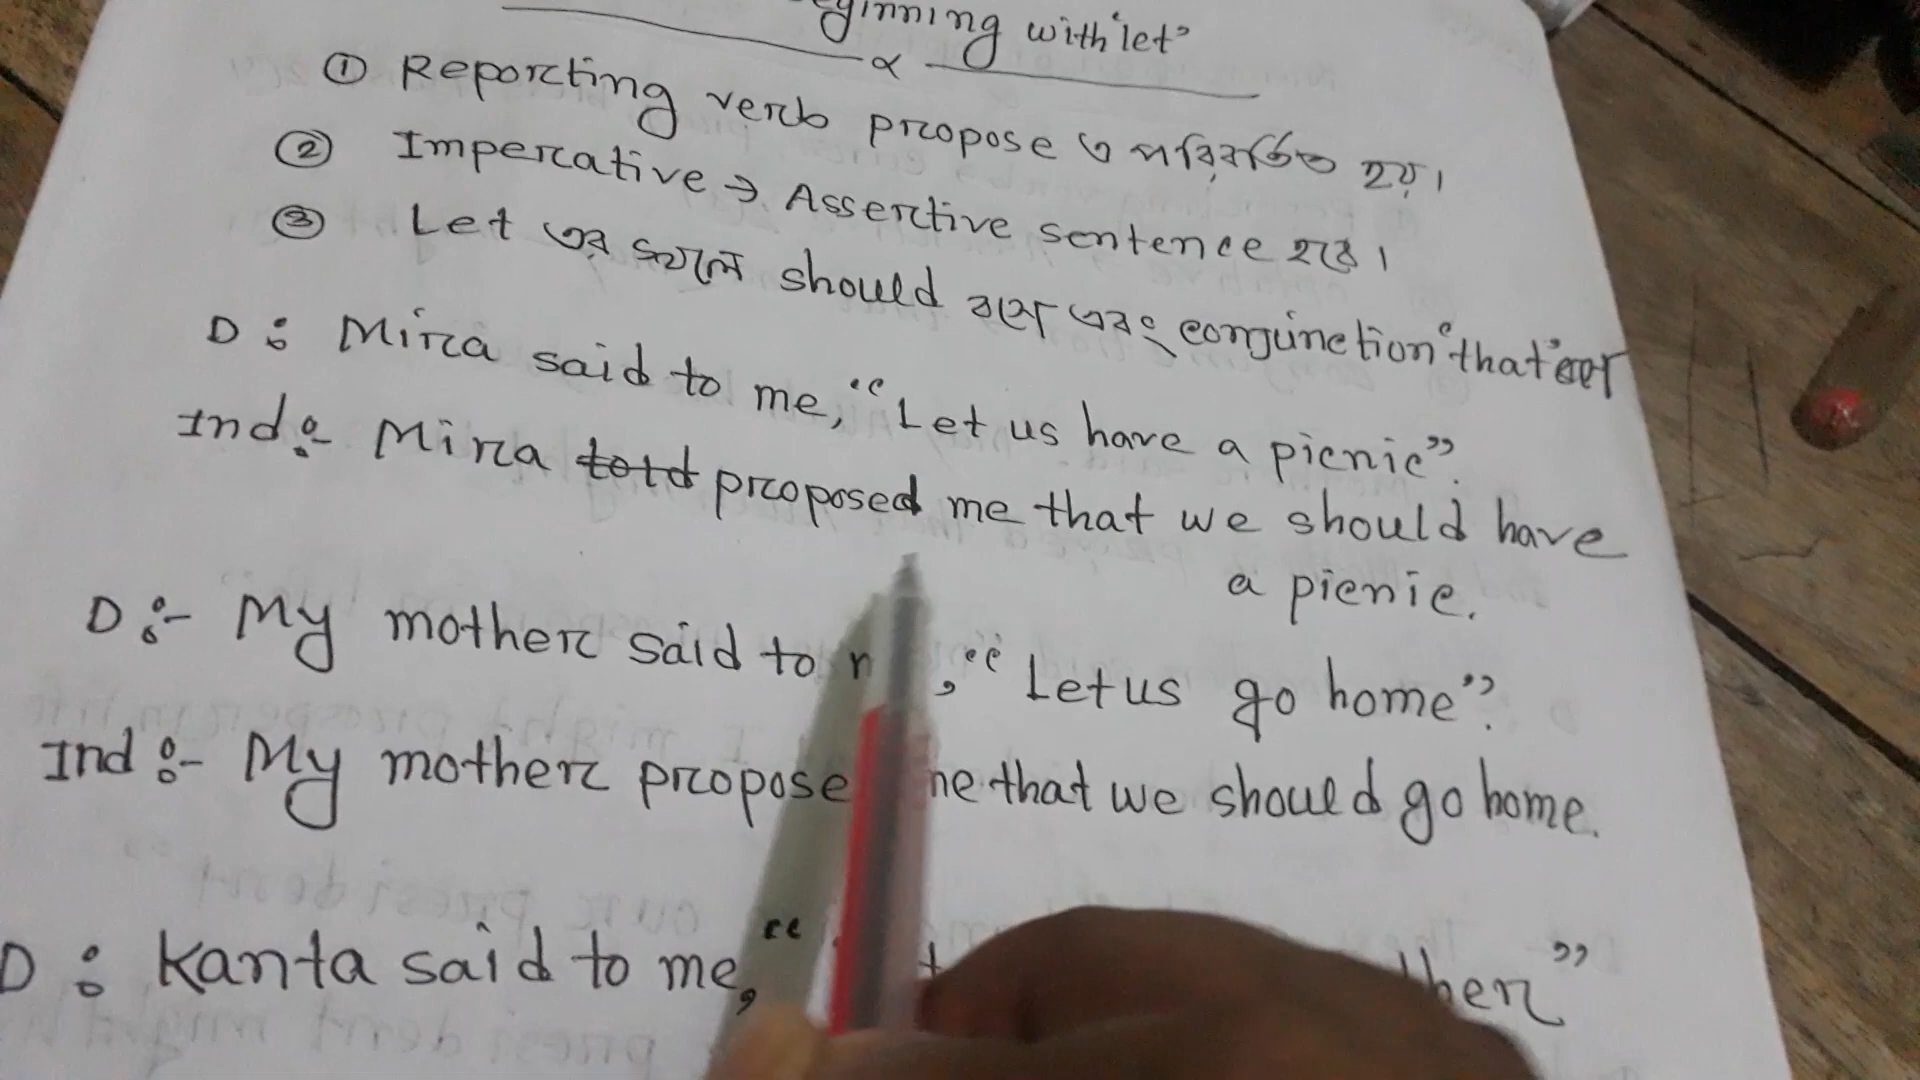 with 'let'
① Reporting verb propose এ পরিবর্তিত হয়।
② Imperative → Assertive sentence হবে।
③ Let এর স্থলে should বসে এবং conjunction 'that'
D: Mira said to me, "Let us have a picnic".
Ind:- Mira told proposed me that we should have
a picnic.
D:- My mother said to , "Let us go home".
Ind:- My mother propose that we should go home.
D: Kanta said to me, "